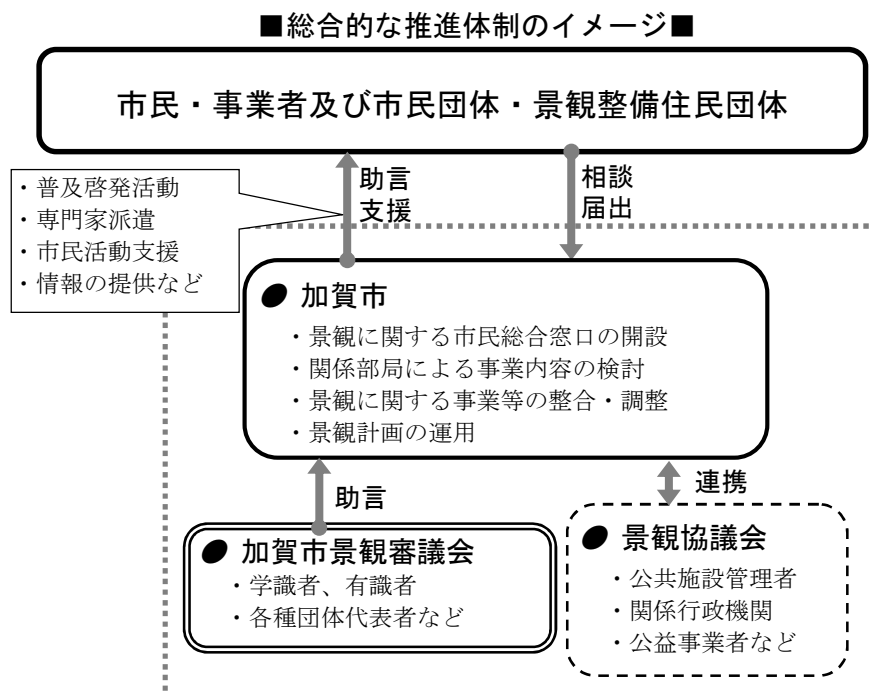 ■総合的な推進体制のイメージ■
市民・事業者及び市民団体・景観整備住民団体
・普及啓発活動
・専門家派遣
・市民活動支援
・情報の提供など
助言
支援
相談
届出
加賀市
・景観に関する市民総合窓口の開設
・関係部局による事業内容の検討
・景観に関する事業等の整合・調整
・景観計画の運用
助言
連携
加賀市景観審議会
・学識者、有識者
・各種団体代表者など
景観協議会
・公共施設管理者
・関係行政機関
・公益事業者など